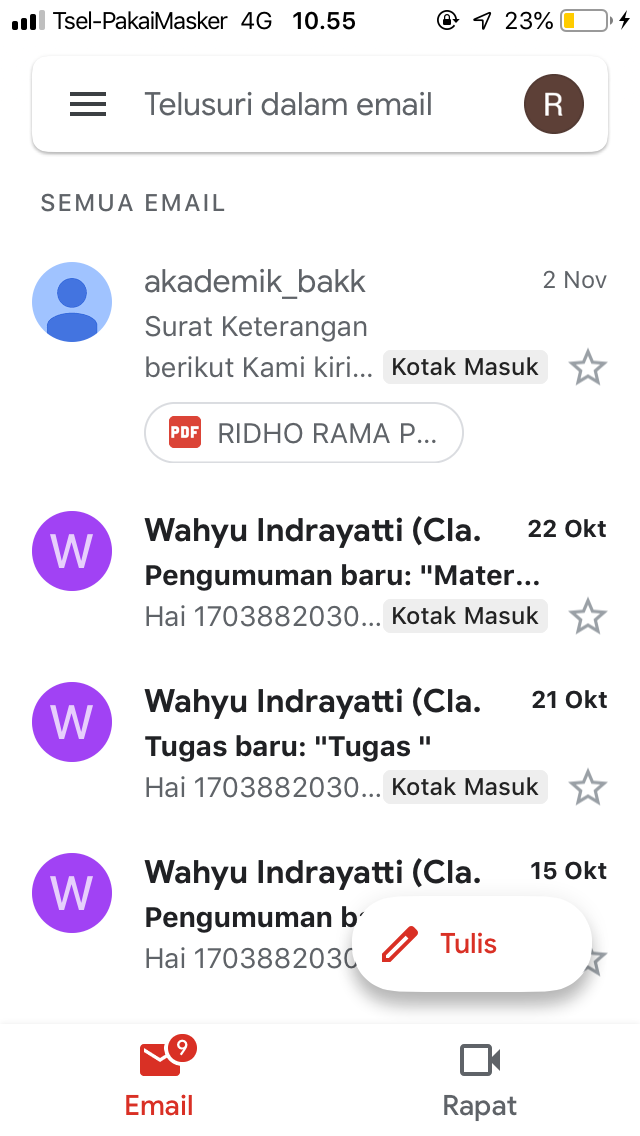 Tsel-PakaiMasker 4G 10.55 23%
Telusuri dalam email
R
SEMUA EMAIL
akademik_bakk 2 Nov
Surat Keterangan
berikut Kami kiri... Kotak Masuk
PDF RIDHO RAMA P...
W
Wahyu Indrayatti (Cla. 22 Okt
Pengumuman baru: "Mater...
Hai 1703882030... Kotak Masuk
W
Wahyu Indrayatti (Cla. 21 Okt
Tugas baru: "Tugas "
Hai 1703882030... Kotak Masuk
W
Wahyu Indrayatti (Cla. 15 Okt
Pengumuman
Hai 1703882030
Tulis
9
Email
Rapat